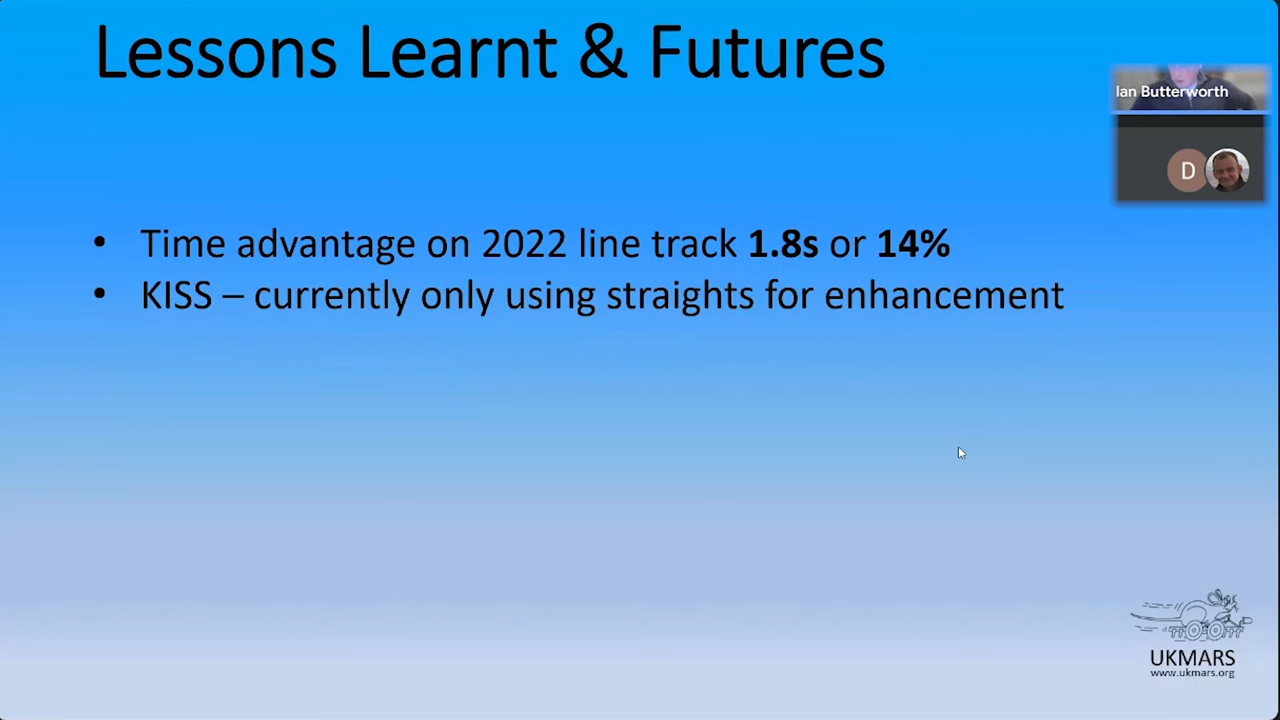 Lessons Learnt & Futures
Ian Butterworth
D
• Time advantage on 2022 line track 1.8s or 14%
• KISS – currently only using straights for enhancement
UKMARS
www.ukmars.org